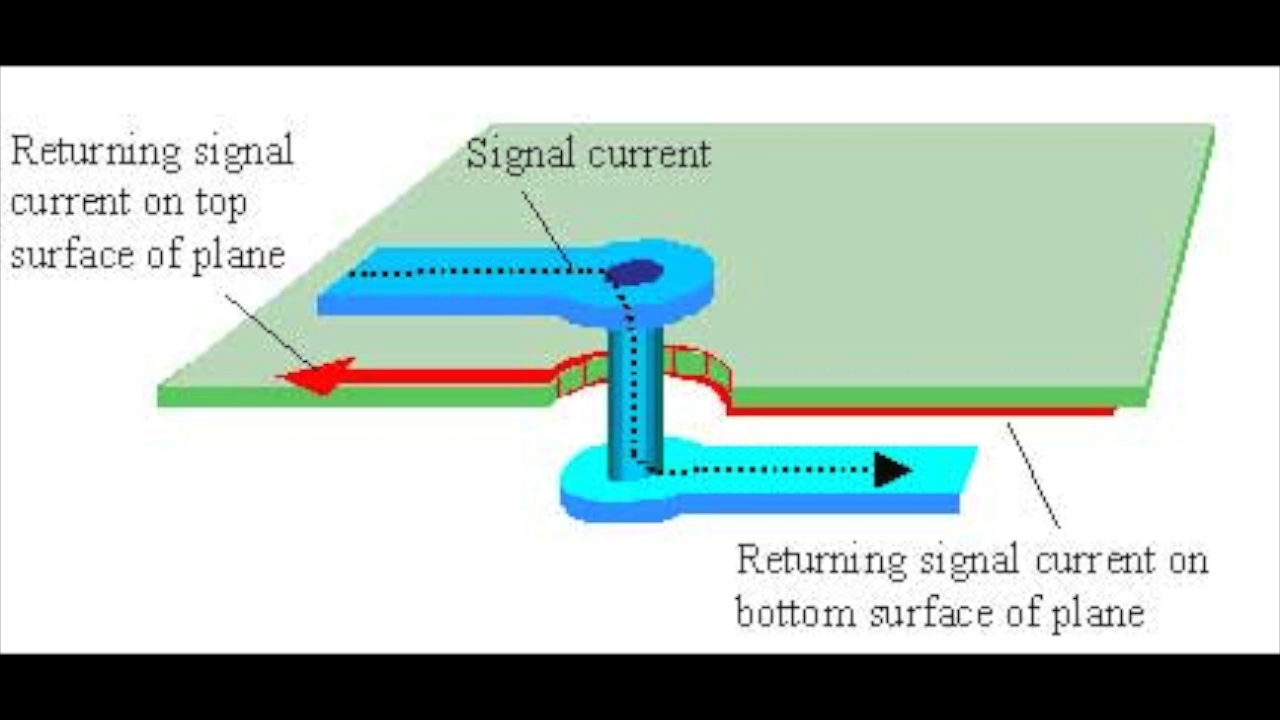 Returning signal
current on top
surface of plane
Signal current
Returning signal current on
bottom surface of plane